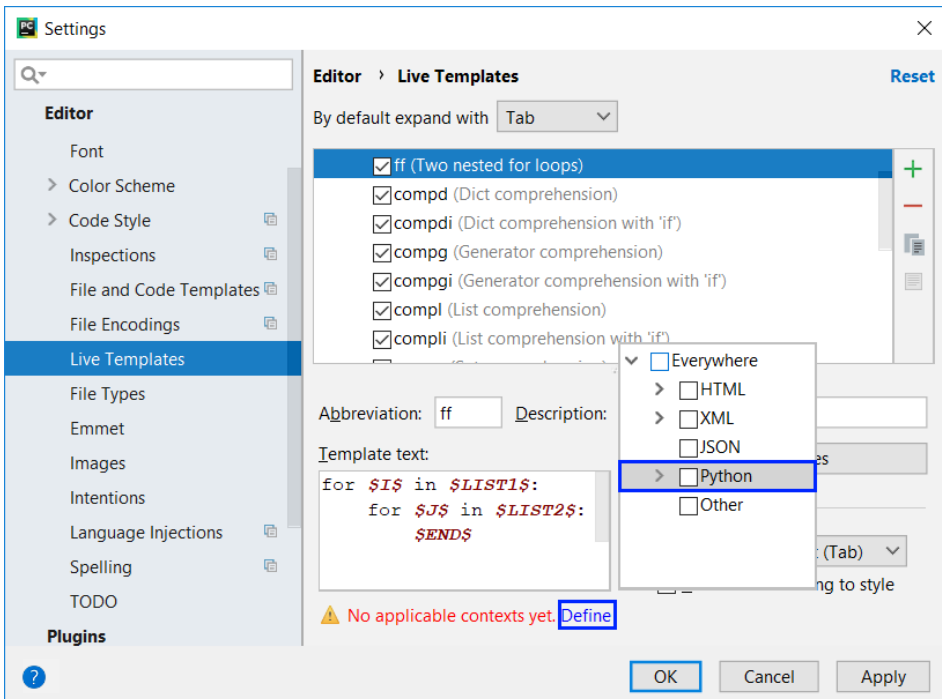 PC
Settings
Editor
Font
Color Scheme
Code Style
Inspections
File and Code Templates
File Encodings
Live Templates
File Types
Emmet
Images
Intentions
Language Injections
Spelling
TODO
Plugins
?
Editor › Live Templates
Reset
By default expand with Tab
ff (Two nested for loops)
compd (Dict comprehension)
compdi (Dict comprehension with 'if')
compg (Generator comprehension)
compgi (Generator comprehension with 'if')
compl (List comprehension)
compli (List comprehension with 'if')
Abbreviation: ff Description:
Template text:
for $I$ in $LIST1$:
for $J$ in $LIST2$:
$END$
No applicable contexts yet. Define
Everywhere
HTML
XML
JSON
Python
Other
es
(Tab)
ng to style
OK Cancel Apply